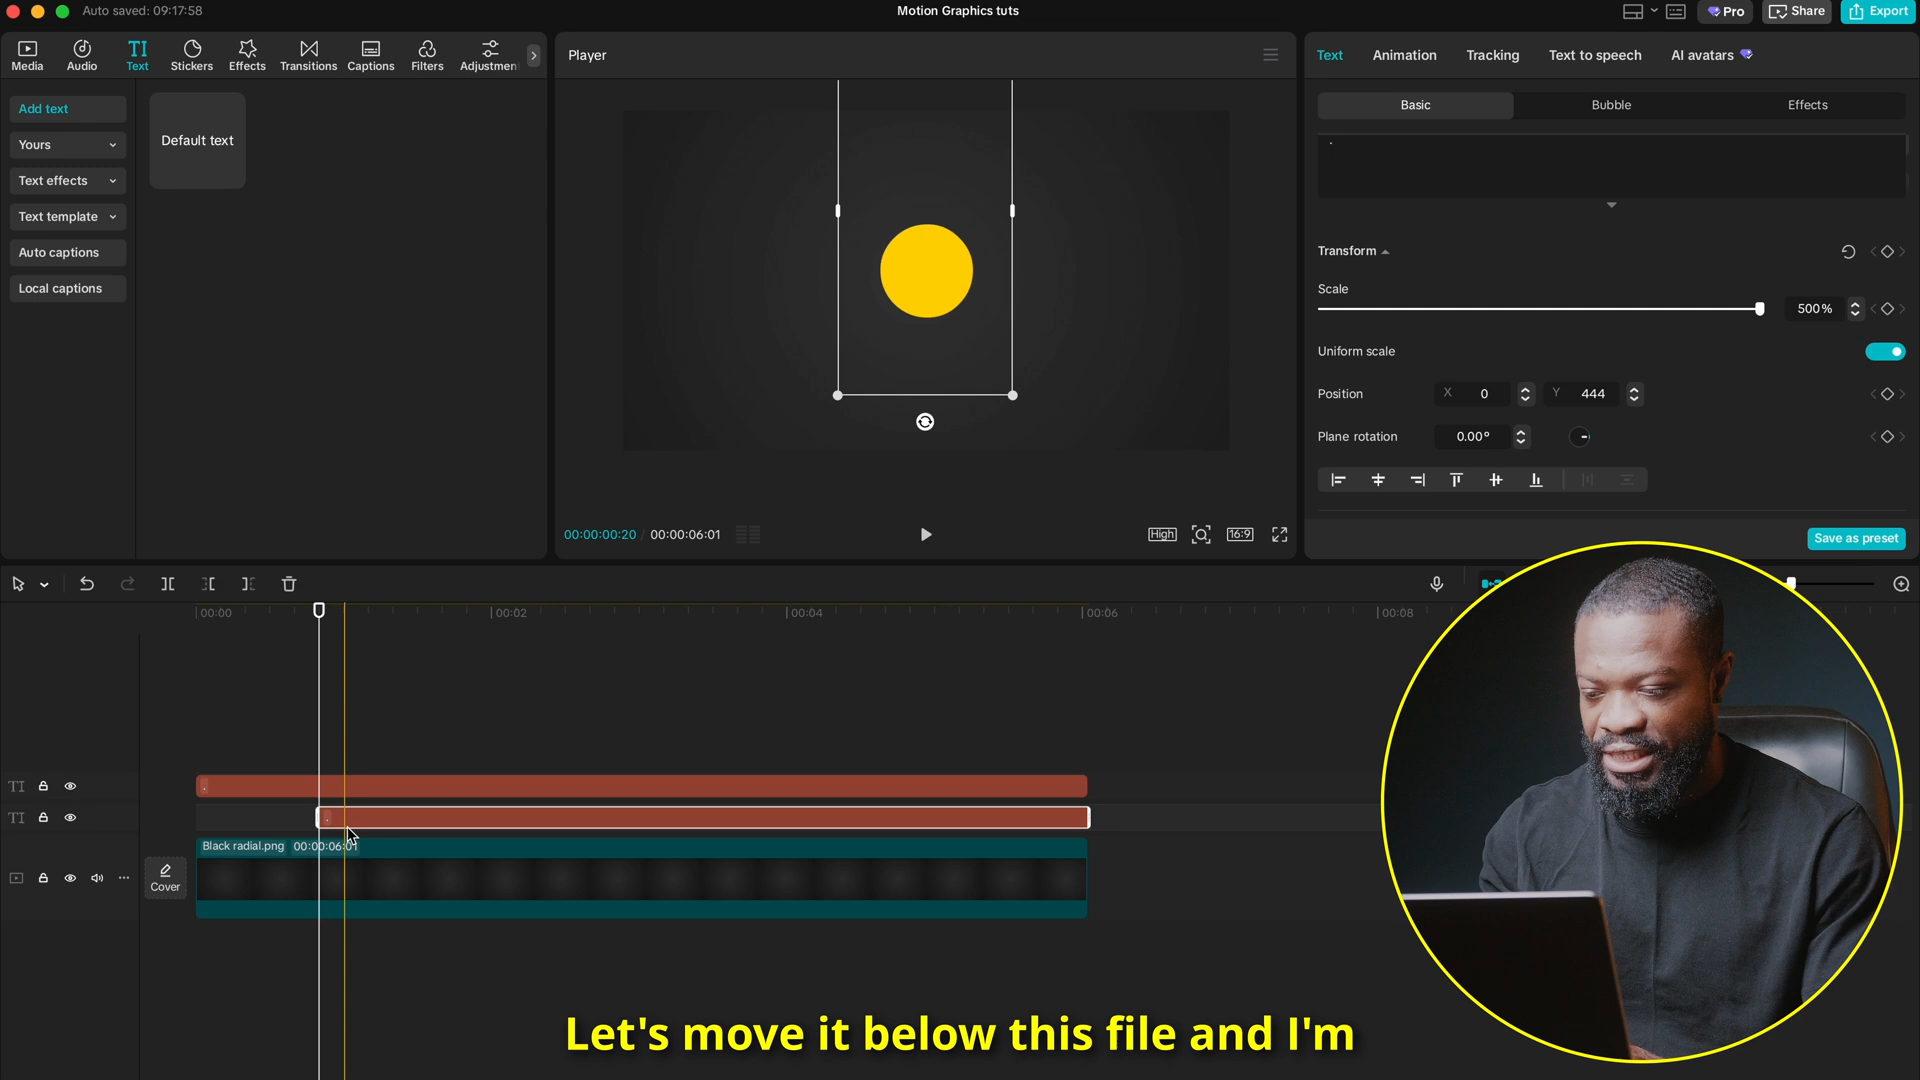 Auto saved: 09:17:58
Motion Graphics tuts
Pro
Share
Export
Media
Audio
TI
Text
Stickers
Effects
Transitions
Captions
Filters
Adjustmen
Add text
Yours
Text effects
Text template
Auto captions
Local captions
Default text
Player
00:00:00:20 / 00:00:06:01
High
16:9
Text
Animation
Tracking
Text to speech
AI avatars
Basic
Bubble
Effects
.
Transform
Scale
500%
Uniform scale
Position
X 0
Y 444
Plane rotation
0.00°
Save as preset
00:00
00:02
00:04
00:06
00:08
TI
TI
Black radial.png 00:00:06:01
Cover
Let's move it below this file and I'm